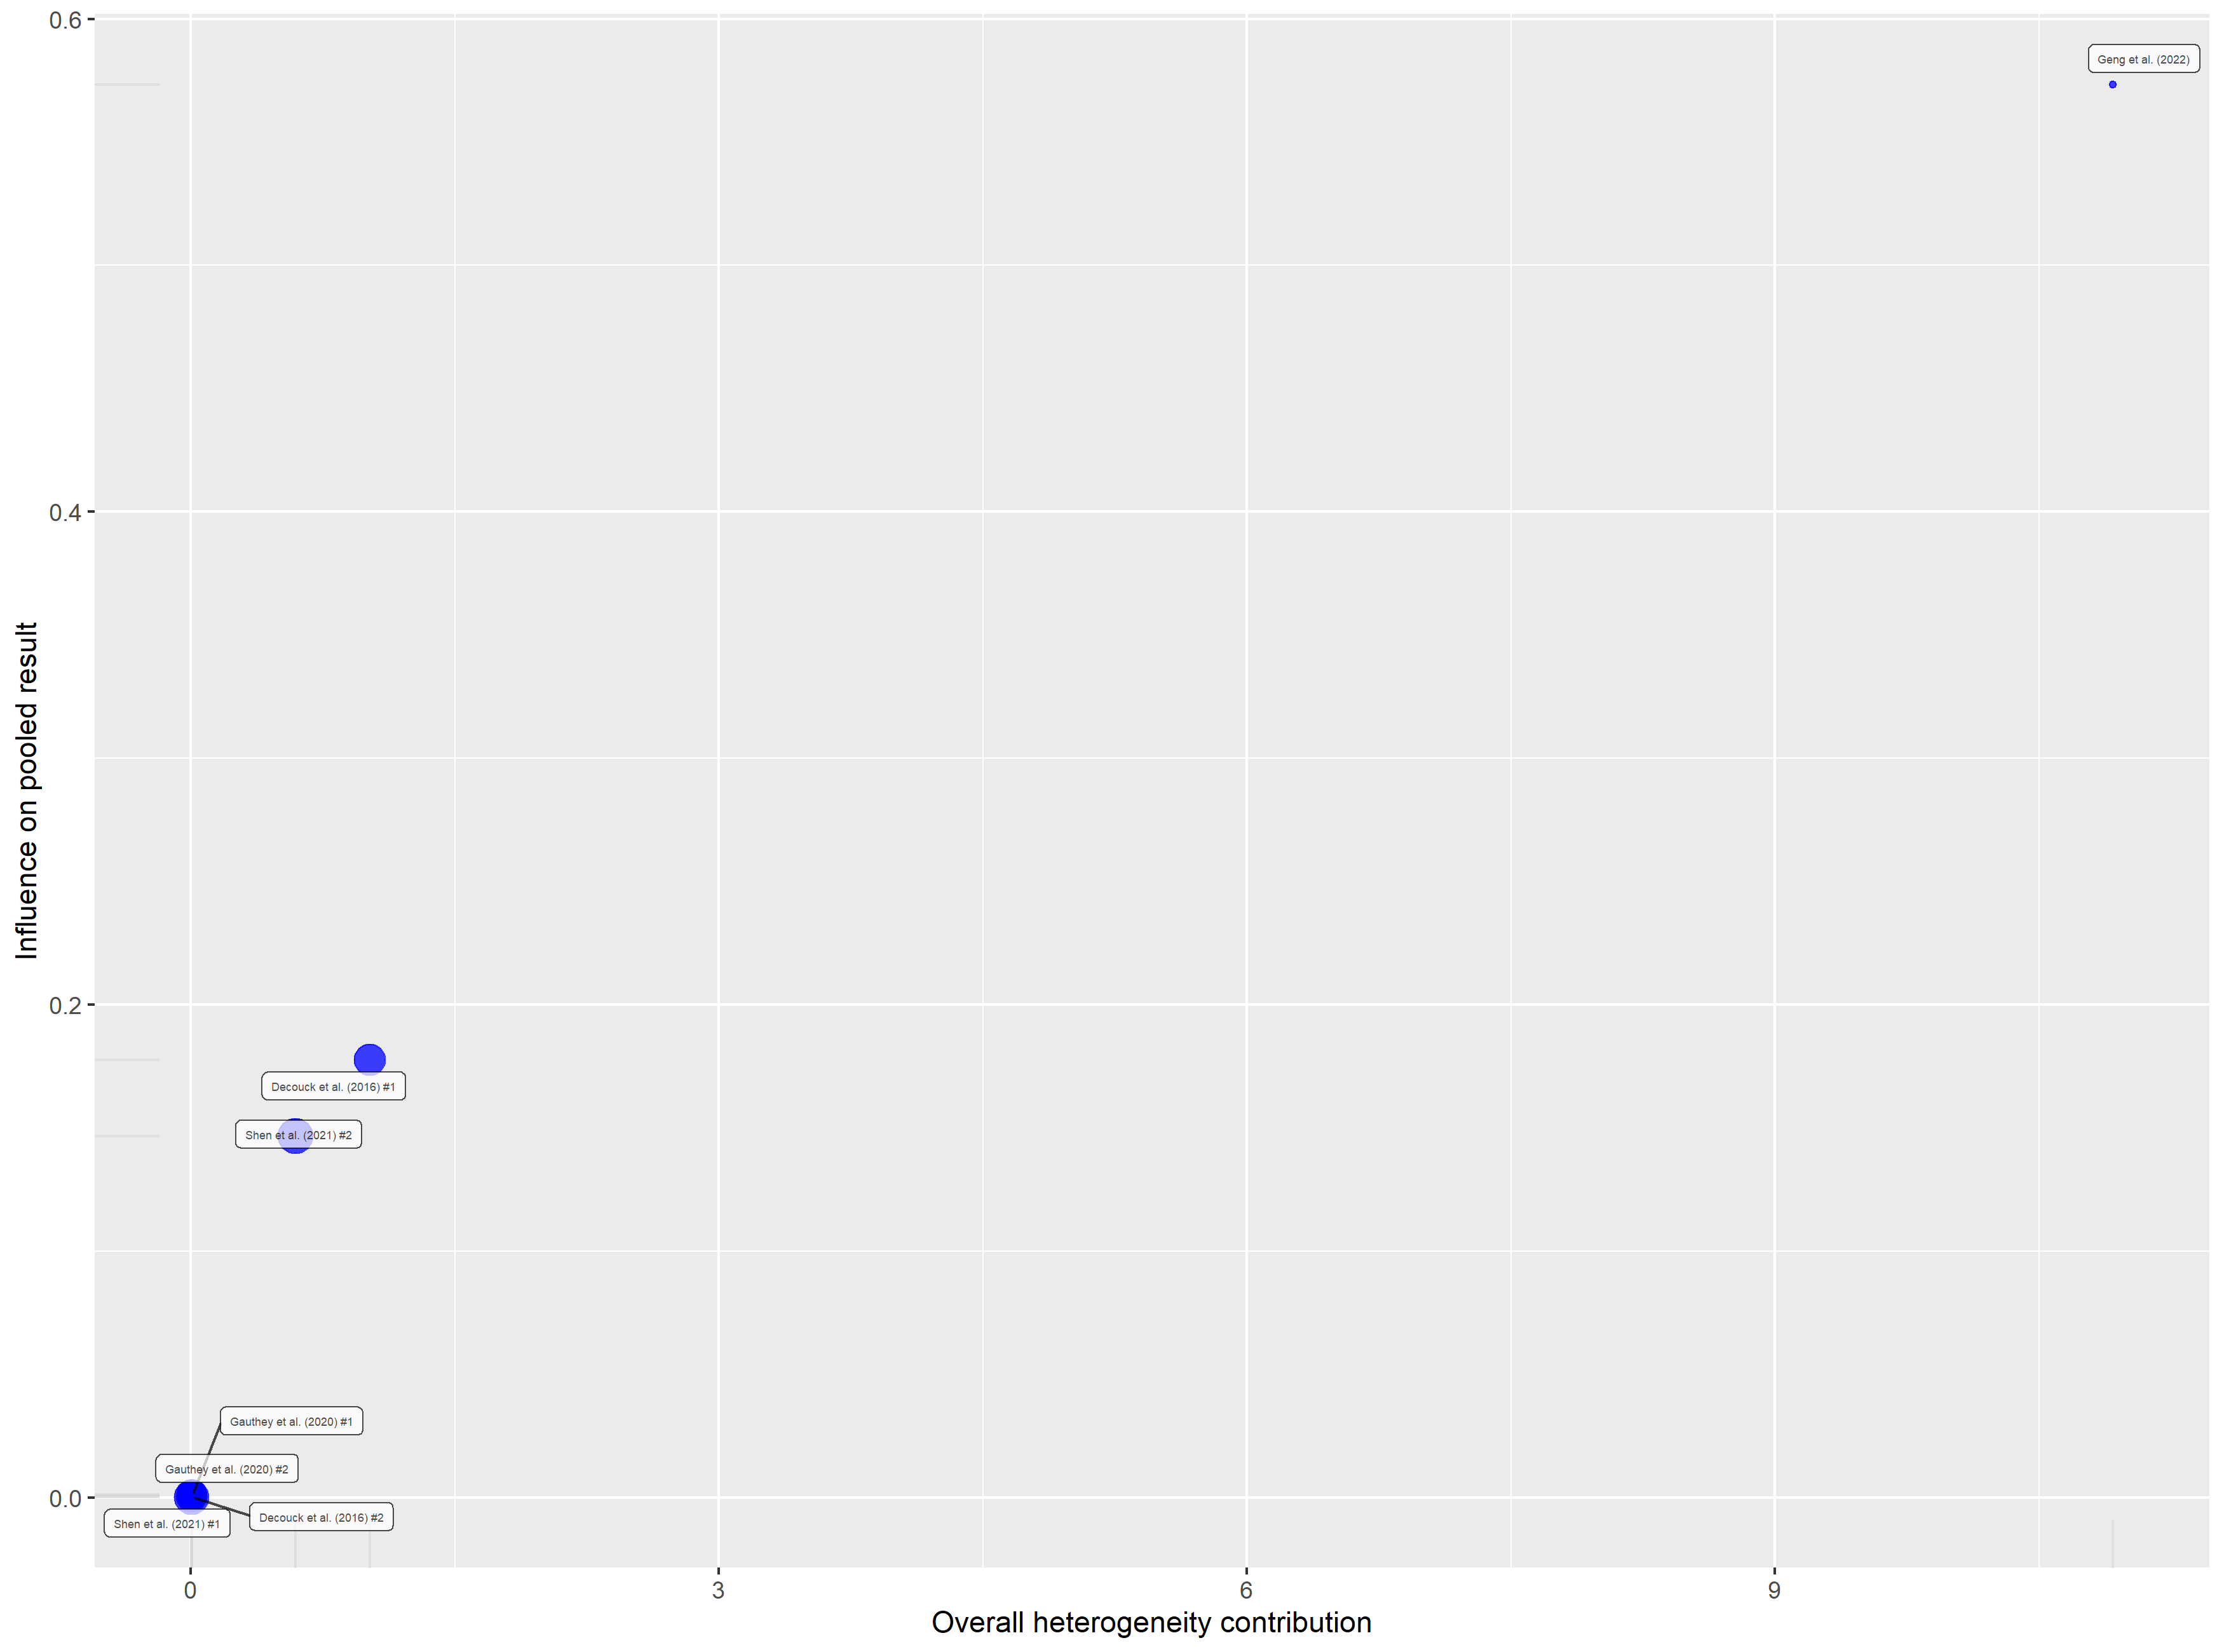 0.6
Geng et al. (2022)
0.4
Influence on pooled result
0.2
Decouck et al. (2016) #1
Shen et al. (2021) #2
Gauthey et al. (2020) #1
Gauthey et al. (2020) #2
0.0
Decouck et al. (2016) #2
Shen et al. (2021) #1
0 3 6 9
Overall heterogeneity contribution